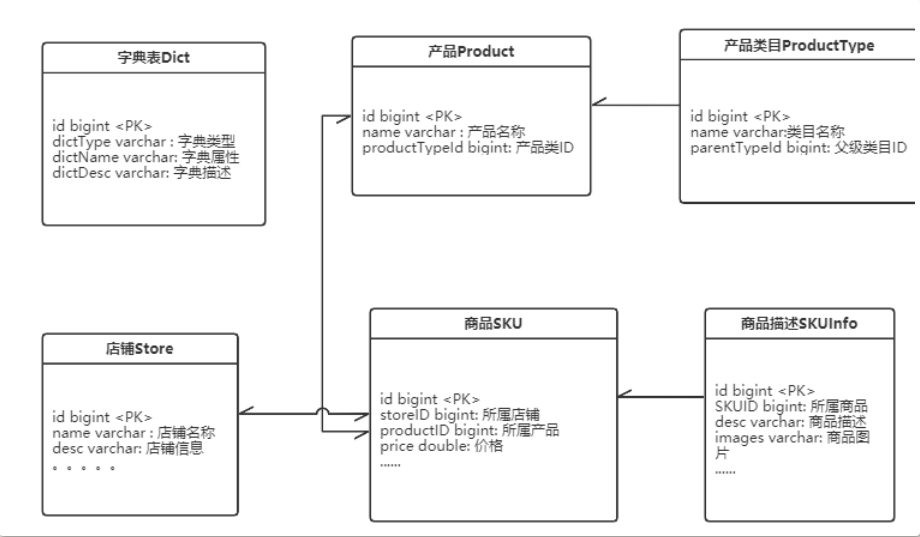 字典表Dict
id bigint <PK>
dictType varchar : 字典类型
dictName varchar: 字典属性
dictDesc varchar: 字典描述
产品Product
id bigint <PK>
name varchar : 产品名称
productTypeId bigint: 产品类ID
产品类目ProductType
id bigint <PK>
name varchar:类目名称
parentTypeId bigint: 父级类目ID
店铺Store
id bigint <PK>
name varchar : 店铺名称
desc varchar: 店铺信息
。。。。。
商品SKU
id bigint <PK>
storeID bigint: 所属店铺
productID bigint: 所属产品
price double: 价格
......
商品描述SKUInfo
id bigint <PK>
SKUID bigint: 所属商品
desc varchar: 商品描述
images varchar: 商品图
片
......